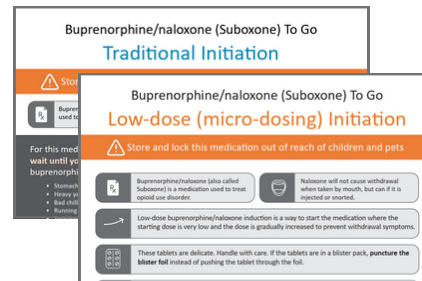 Buprenorphine/naloxone (Suboxone) To Go
Traditional Initiation
Stor
Bupren
used to
For this med
wait until yo
buprenorphi
• Stomach
• Heavy yo
• Bad chill
• Running
Buprenorphine/naloxone (Suboxone) To Go
Low-dose (micro-dosing) Initiation
Store and lock this medication out of reach of children and pets
Buprenorphine/naloxone (also called
Suboxone) is a medication used to treat
opioid use disorder.
Naloxone will not cause withdrawal
when taken by mouth, but can if it is
injected or snorted.
Low-dose buprenorphine/naloxone induction is a way to start the medication where the
starting dose is very low and the dose is gradually increased to prevent withdrawal symptoms.
These tablets are delicate. Handle with care. If the tablets are in a blister pack, puncture the
blister foil instead of pushing the tablet through the foil.